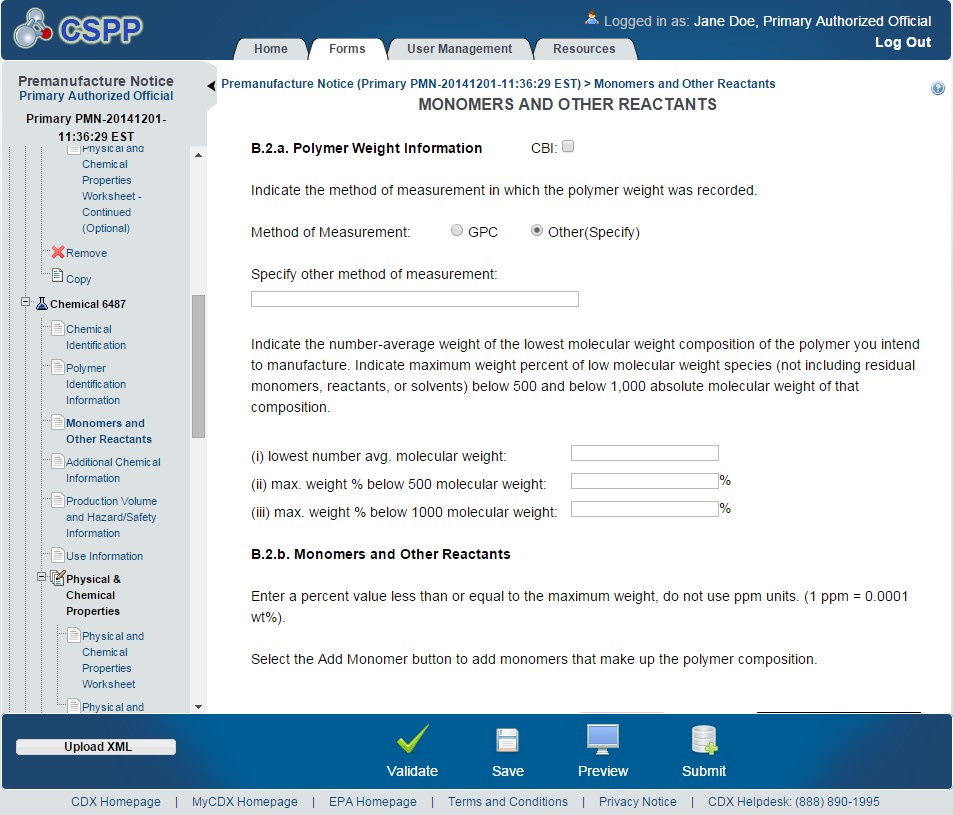 CSPP
Logged in as: Jane Doe, Primary Authorized Official
Log Out
Home
Forms
User Management
Resources
Premanufacture Notice
Primary Authorized Official
Primary PMN-20141201-
11:36:29 EST
Physical and
Chemical
Properties
Worksheet -
Continued
(Optional)
Remove
Copy
Chemical 6487
Chemical
Identification
Polymer
Identification
Information
Monomers and
Other Reactants
Additional Chemical
Information
Production Volume
and Hazard/Safety
Information
Use Information
Physical &
Chemical
Properties
Physical and
Chemical
Properties
Worksheet
Physical and
Premanufacture Notice (Primary PMN-20141201-11:36:29 EST) > Monomers and Other Reactants
?
MONOMERS AND OTHER REACTANTS
B.2.a. Polymer Weight Information CBI:
Indicate the method of measurement in which the polymer weight was recorded.
Method of Measurement: GPC Other(Specify)
Specify other method of measurement:
Indicate the number-average weight of the lowest molecular weight composition of the polymer you intend
to manufacture. Indicate maximum weight percent of low molecular weight species (not including residual
monomers, reactants, or solvents) below 500 and below 1,000 absolute molecular weight of that
composition.
(i) lowest number avg. molecular weight:
(ii) max. weight % below 500 molecular weight: %
(iii) max. weight % below 1000 molecular weight: %
B.2.b. Monomers and Other Reactants
Enter a percent value less than or equal to the maximum weight, do not use ppm units. (1 ppm = 0.0001
wt%).
Select the Add Monomer button to add monomers that make up the polymer composition.
Upload XML
Validate
Save
Preview
Submit
CDX Homepage | MyCDX Homepage | EPA Homepage | Terms and Conditions | Privacy Notice | CDX Helpdesk: (888) 890-1995